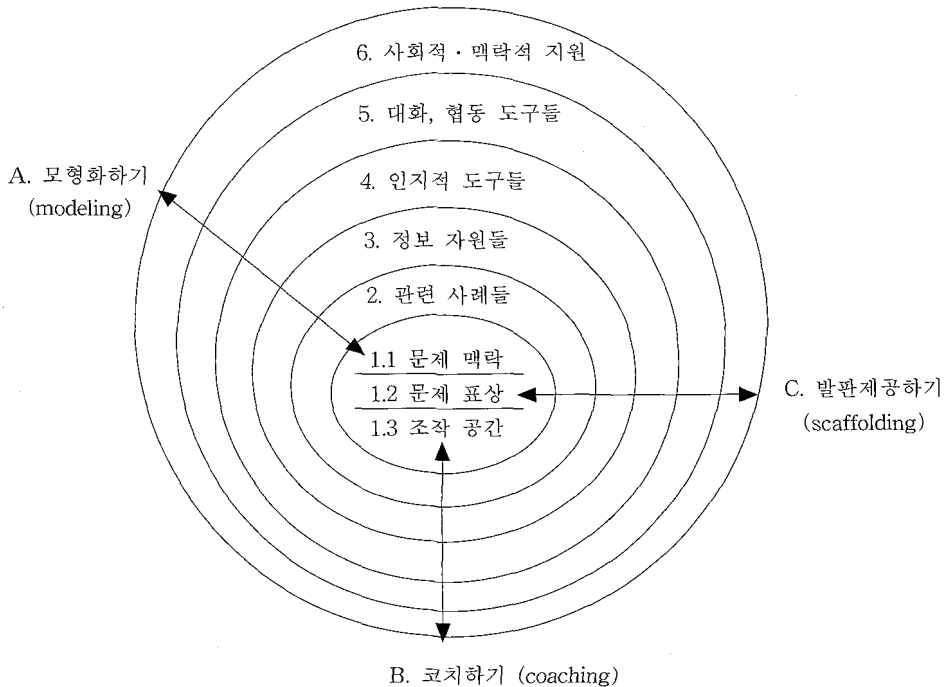 6. 사회적·맥락적 지원
5. 대화, 협동 도구들
A. 모형화하기
(modeling)
4. 인지적 도구들
3. 정보 자원들
2. 관련 사례들
1.1 문제 맥락
1.2 문제 표상
1.3 조작 공간
C. 발판제공하기
(scaffolding)
B. 코치하기 (coaching)